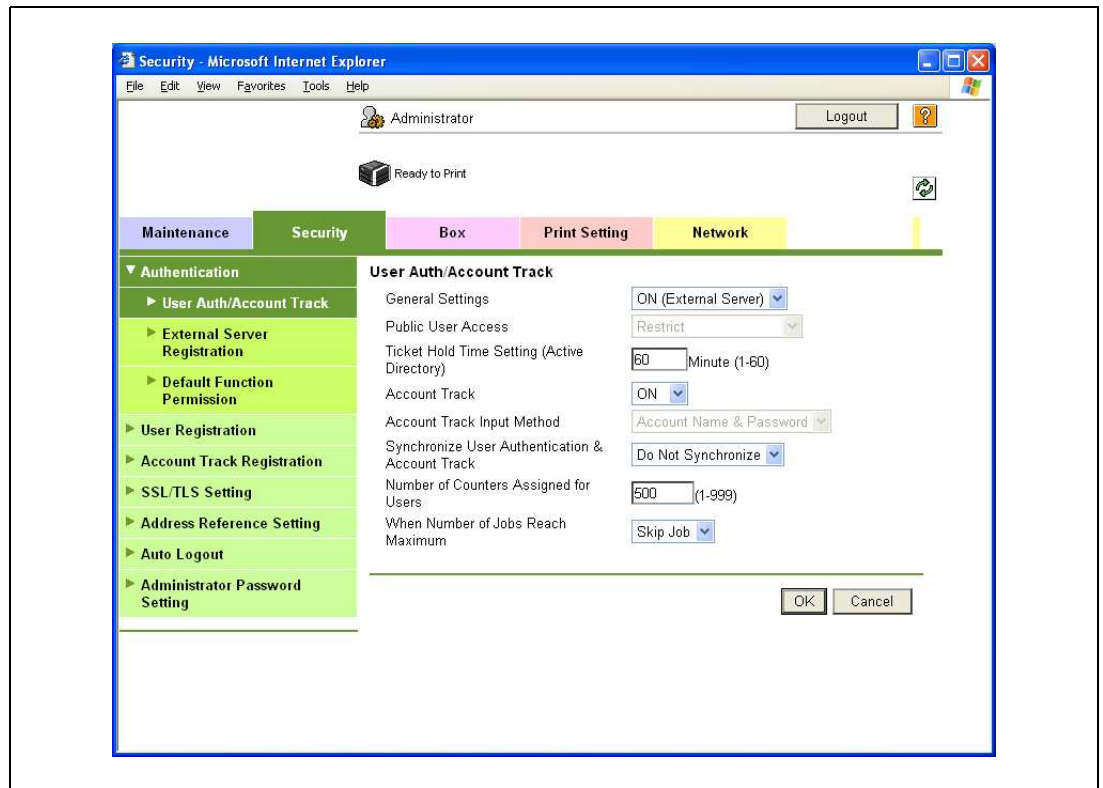 Security - Microsoft Internet Explorer
File Edit View Favorites Tools Help
Administrator
Logout
?
Ready to Print
Maintenance Security Box Print Setting Network
Authentication
User Auth/Account Track
External Server
Registration
Default Function
Permission
User Registration
Account Track Registration
SSL/TLS Setting
Address Reference Setting
Auto Logout
Administrator Password
Setting
User Auth/Account Track
General Settings ON (External Server)
Public User Access Restrict
Ticket Hold Time Setting (Active
Directory) 60 Minute (1-60)
Account Track ON
Account Track Input Method Account Name & Password
Synchronize User Authentication &
Account Track Do Not Synchronize
Number of Counters Assigned for
Users 500 (1-999)
When Number of Jobs Reach
Maximum Skip Job
OK Cancel